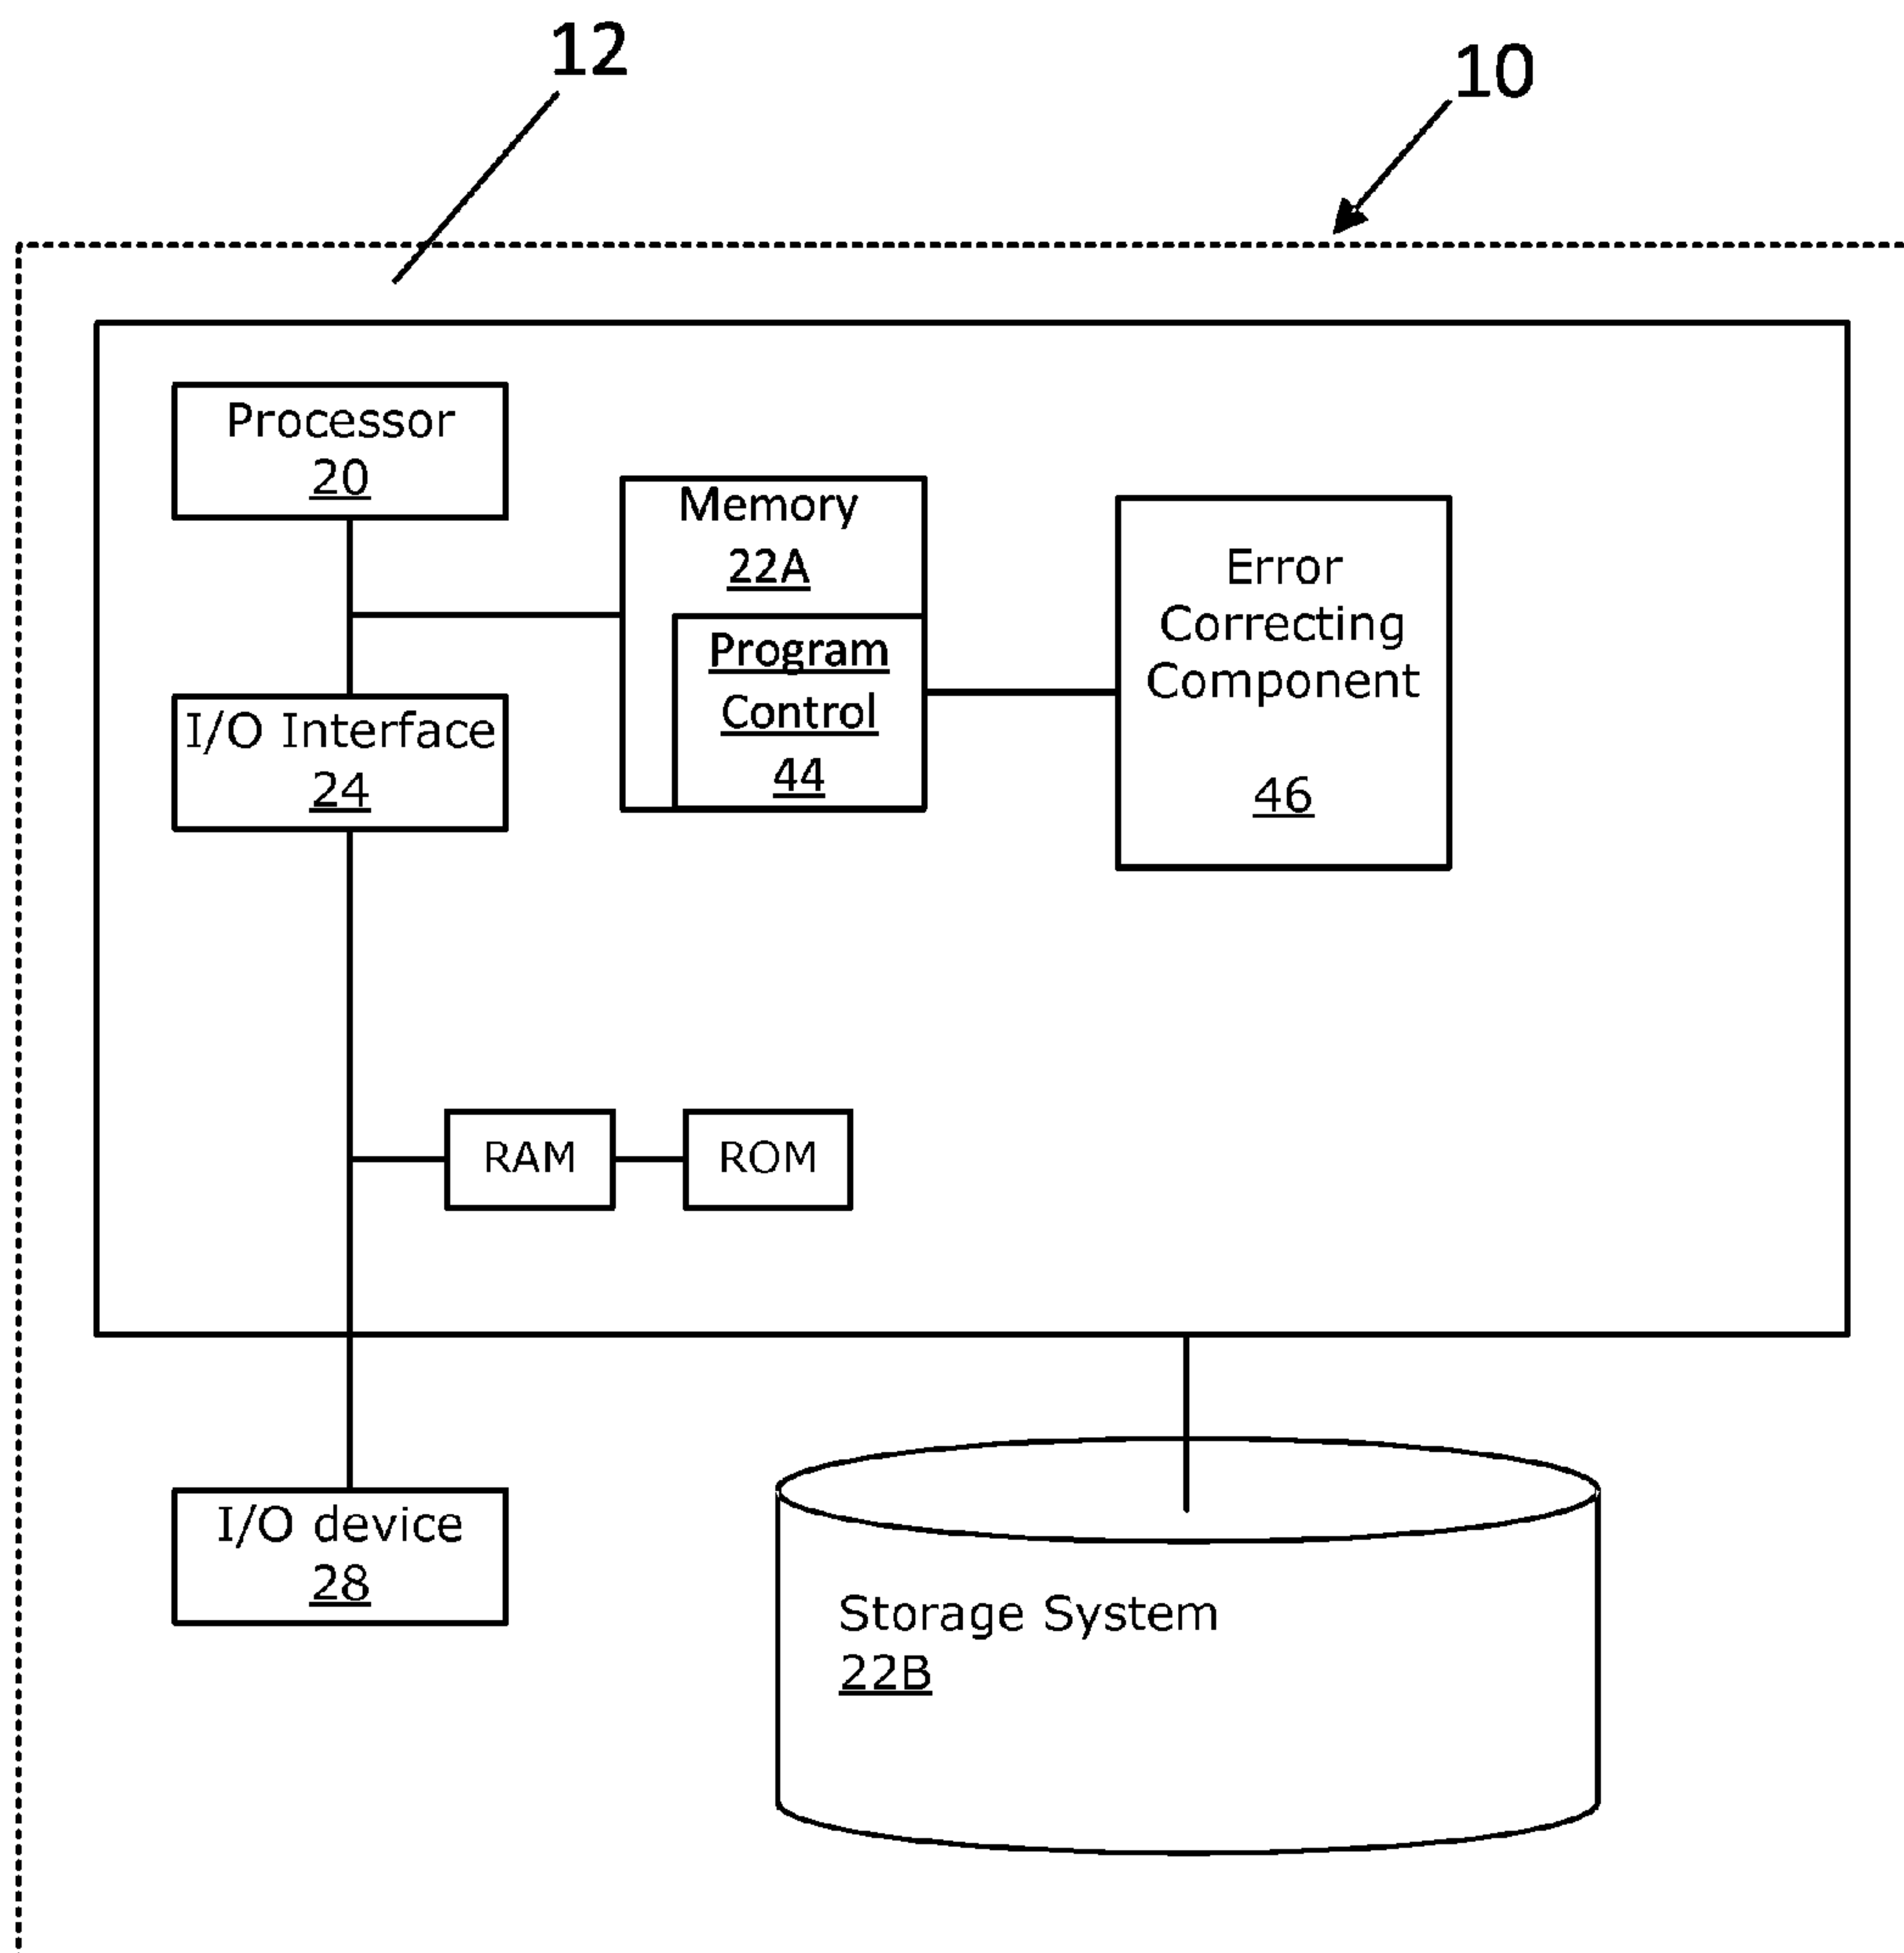 12
10
Processor
20
Memory
22A
Program
Control
44
Error
Correcting
Component
46
I/O Interface
24
RAM
ROM
I/O device
28
Storage System
22B